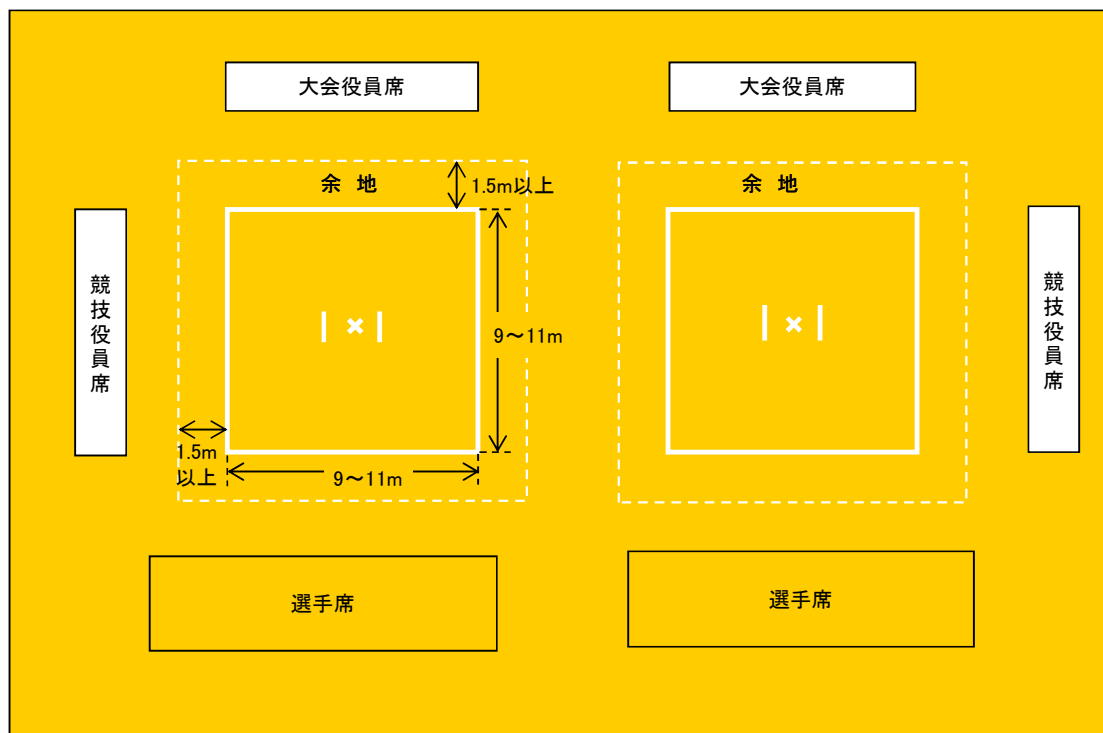 大会役員席
大会役員席
余 地
1.5m以上
余 地
競技役員席
9～11m
競技役員席
1.5m
以上
9～11m
選手席
選手席